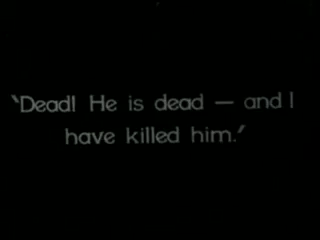 ‘Dead! He is dead — and I
have killed him.’